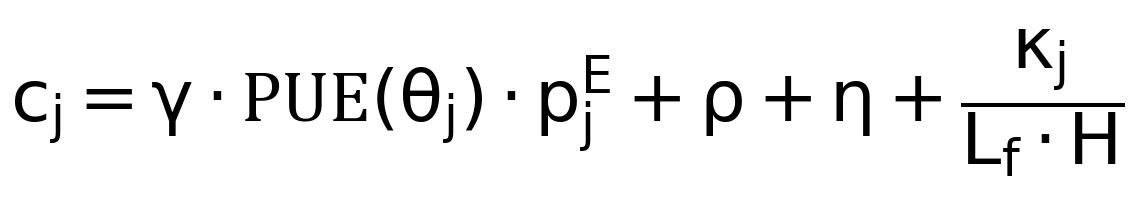 c_j = γ · PUE(θ_j) · p_j^E + ρ + η + κ_j / (L_f · H)